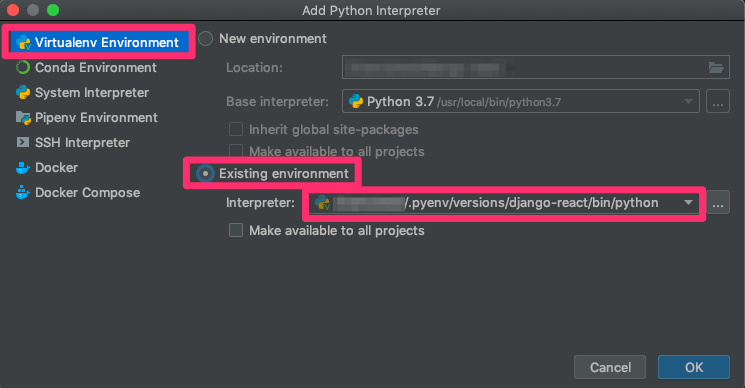 Add Python Interpreter
Virtualenv Environment
Conda Environment
System Interpreter
Pipenv Environment
SSH Interpreter
Docker
Docker Compose
New environment
Location:
Base interpreter: Python 3.7 /usr/local/bin/python3.7 ...
Inherit global site-packages
Make available to all projects
Existing environment
Interpreter: /.pyenv/versions/django-react/bin/python ...
Make available to all projects
Cancel OK